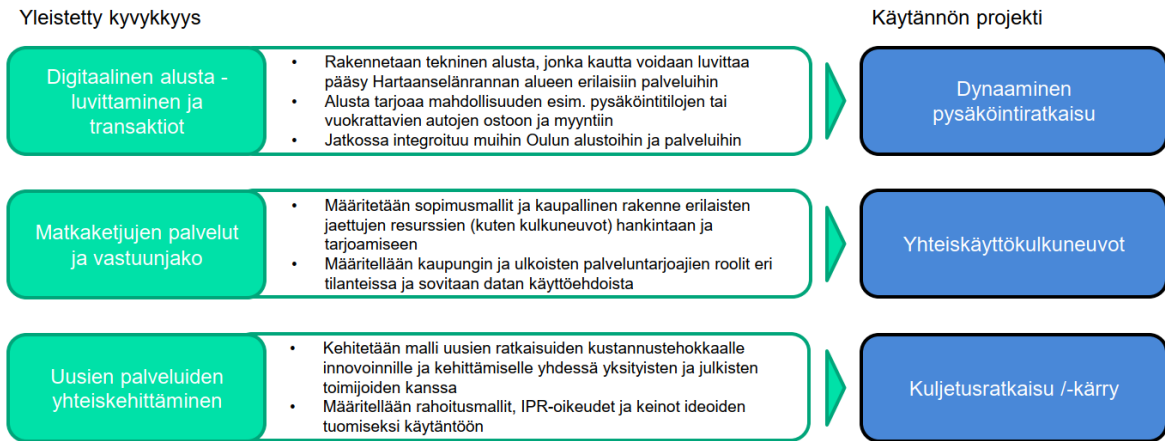 Yleistetty kyvykkyys
Käytännön projekti
Digitaalinen alusta -
luvittaminen ja
transaktiot
• Rakennetaan tekninen alusta, jonka kautta voidaan luvittaa
pääsy Hartaanselänrannan alueen erilaisiin palveluihin
• Alusta tarjoaa mahdollisuuden esim. pysäköintitilojen tai
vuokrattavien autojen ostoon ja myyntiin
• Jatkossa integroituu muihin Oulun alustoihin ja palveluihin
Dynaaminen
pysäköintiratkaisu
Matkaketjujen palvelut
ja vastuunjako
• Määritetään sopimusmallit ja kaupallinen rakenne erilaisten
jaettujen resurssien (kuten kulkuneuvot) hankintaan ja
tarjoamiseen
• Määritellään kaupungin ja ulkoisten palveluntarjoajien roolit eri
tilanteissa ja sovitaan datan käyttöehdoista
Yhteiskäyttökulkuneuvot
Uusien palveluiden
yhteiskehittäminen
• Kehitetään malli uusien ratkaisuiden kustannustehokkaalle
innovoinnille ja kehittämiselle yhdessä yksityisten ja julkisten
toimijoiden kanssa
• Määritellään rahoitusmallit, IPR-oikeudet ja keinot ideoiden
tuomiseksi käytäntöön
Kuljetusratkaisu /-kärry